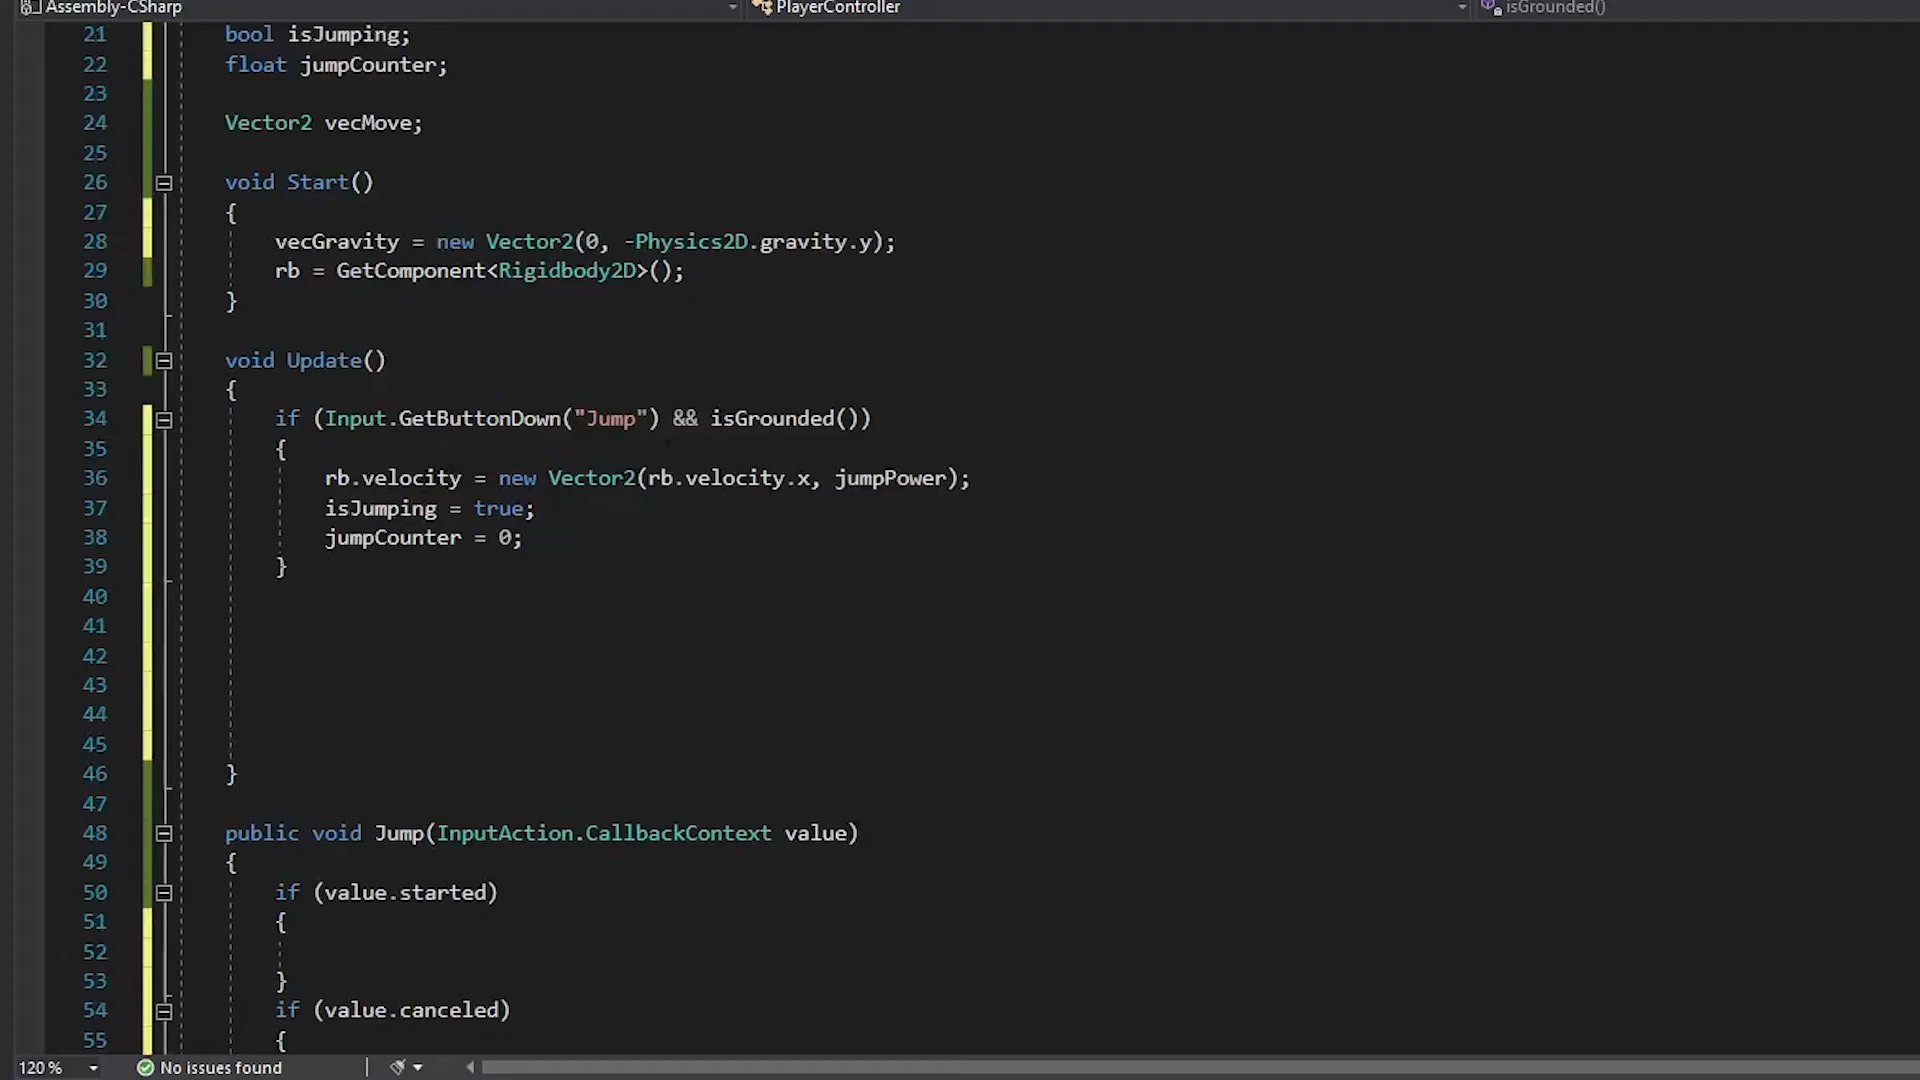 Assembly-CSharp PlayerController isGrounded()
21 bool isJumping;
22 float jumpCounter;
23
24 Vector2 vecMove;
25
26 void Start()
27 {
28 vecGravity = new Vector2(0, -Physics2D.gravity.y);
29 rb = GetComponent<Rigidbody2D>();
30 }
31
32 void Update()
33 {
34 if (Input.GetButtonDown("Jump") && isGrounded())
35 {
36 rb.velocity = new Vector2(rb.velocity.x, jumpPower);
37 isJumping = true;
38 jumpCounter = 0;
39 }
40
41
42
43
44
45
46 }
47
48 public void Jump(InputAction.CallbackContext value)
49 {
50 if (value.started)
51 {
52
53 }
54 if (value.canceled)
55 {
120 % No issues found